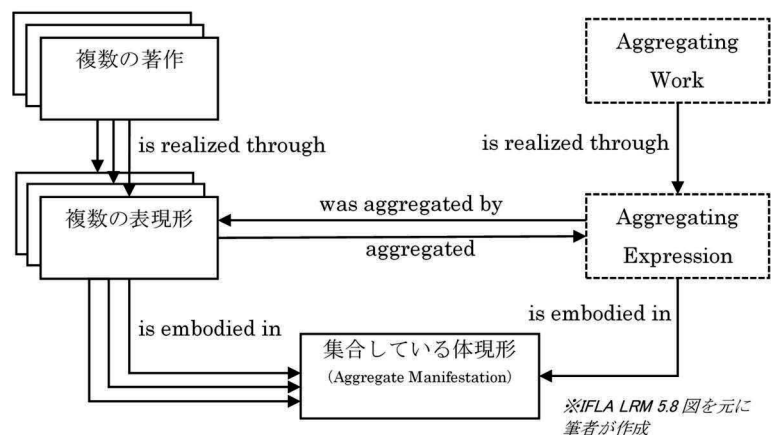 複数の著作
Aggregating
Work
is realized through
is realized through
複数の表現形
was aggregated by
aggregated
Aggregating
Expression
is embodied in
is embodied in
集合している体現形
(Aggregate Manifestation)
※IFLA LRM 5.8 図を元に
筆者が作成